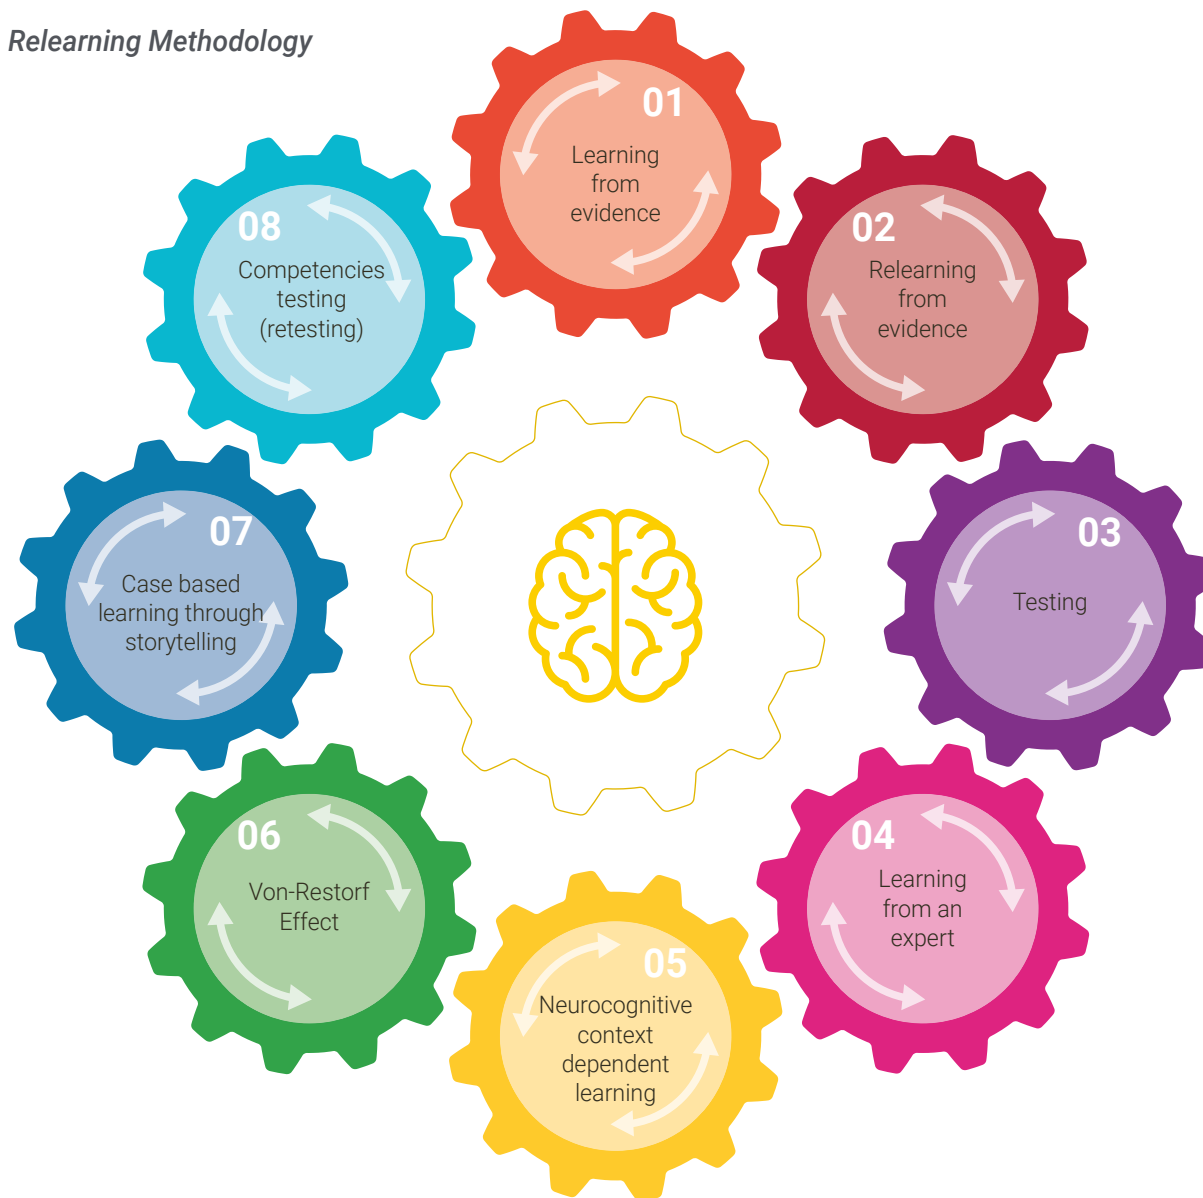 Relearning Methodology
01
Learning
from
evidence
02
Relearning
from
evidence
03
Testing
04
Learning
from an
expert
05
Neurocognitive
context
dependent
learning
06
Von-Restorf
Effect
07
Case based
learning through
storytelling
08
Competencies
testing
(retesting)